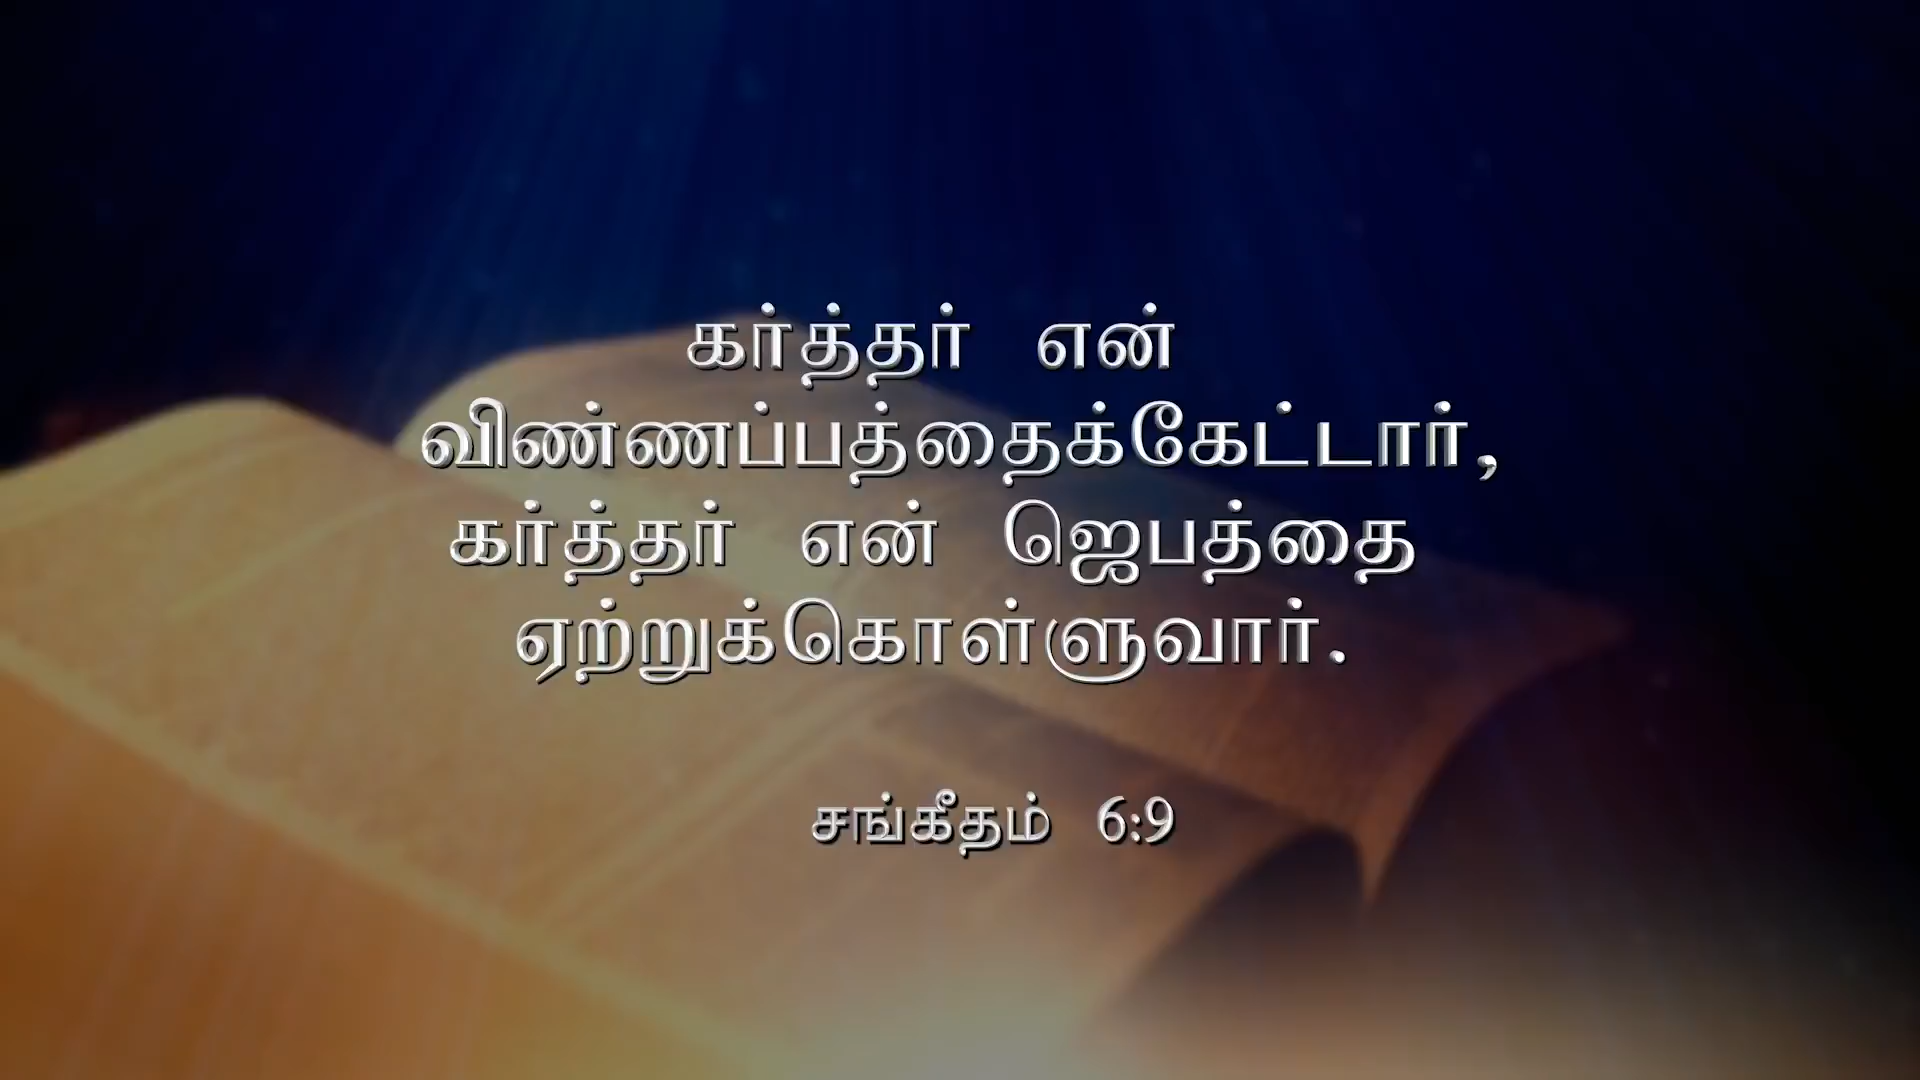 கர்த்தர் என்
விண்ணப்பத்தைக்கேட்டார்,
கர்த்தர் என் ஜெபத்தை
ஏற்றுக்கொள்ளுவார்.
சங்கீதம் 6:9